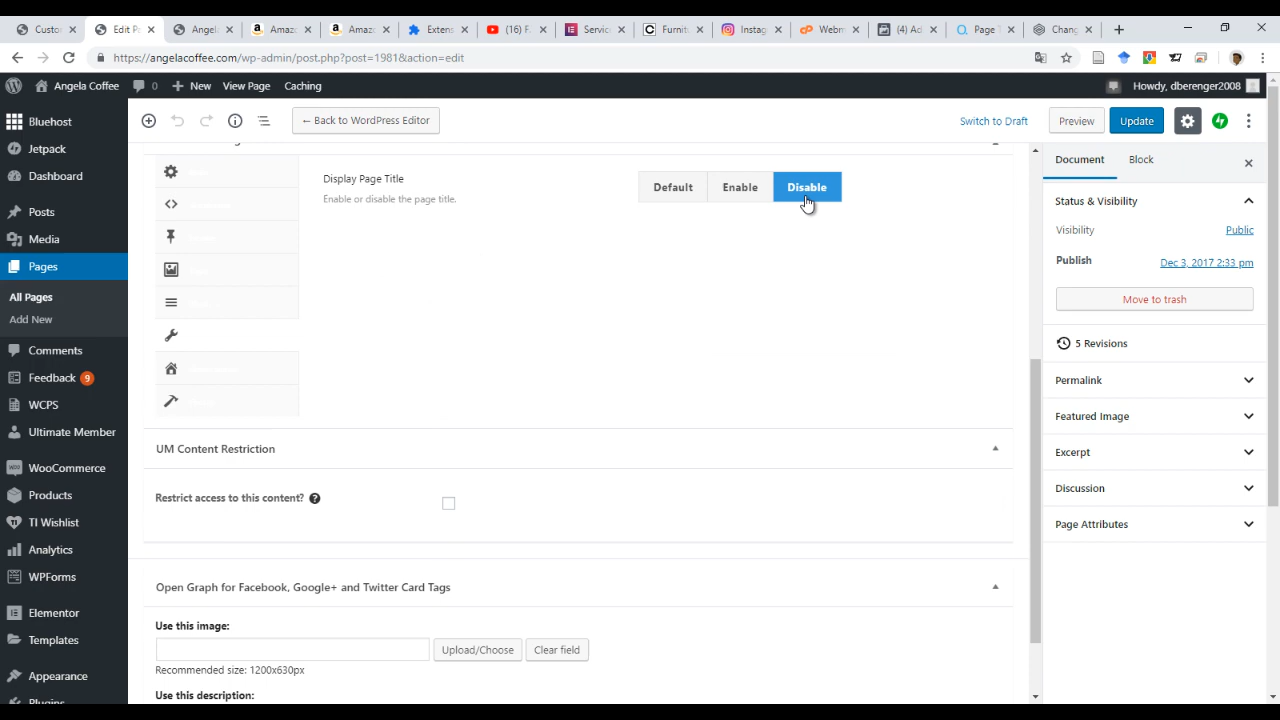 Custor
Edit P
Angel
Amaz
Amaz
Extens
(16) F
Servic
Furnit
Instag
Webm
(4) Ad
Page
Chang
https://angelacoffee.com/wp-admin/post.php?post=1981&action=edit
Angela Coffee 0 New View Page Caching Howdy, dberenger2008
Bluehost
Jetpack
Dashboard
Posts
Media
Pages
All Pages
Add New
Comments
Feedback 9
WCPS
Ultimate Member
WooCommerce
Products
TI Wishlist
Analytics
WPForms
Elementor
Templates
Appearance
Plugins
← Back to WordPress Editor
Switch to Draft Preview Update
Display Page Title
Enable or disable the page title.
Default Enable Disable
UM Content Restriction
Restrict access to this content?
Open Graph for Facebook, Google+ and Twitter Card Tags
Use this image:
Upload/Choose Clear field
Recommended size: 1200x630px
Use this description:
Document Block
Status & Visibility
Visibility Public
Publish Dec 3, 2017 2:33 pm
Move to trash
5 Revisions
Permalink
Featured Image
Excerpt
Discussion
Page Attributes